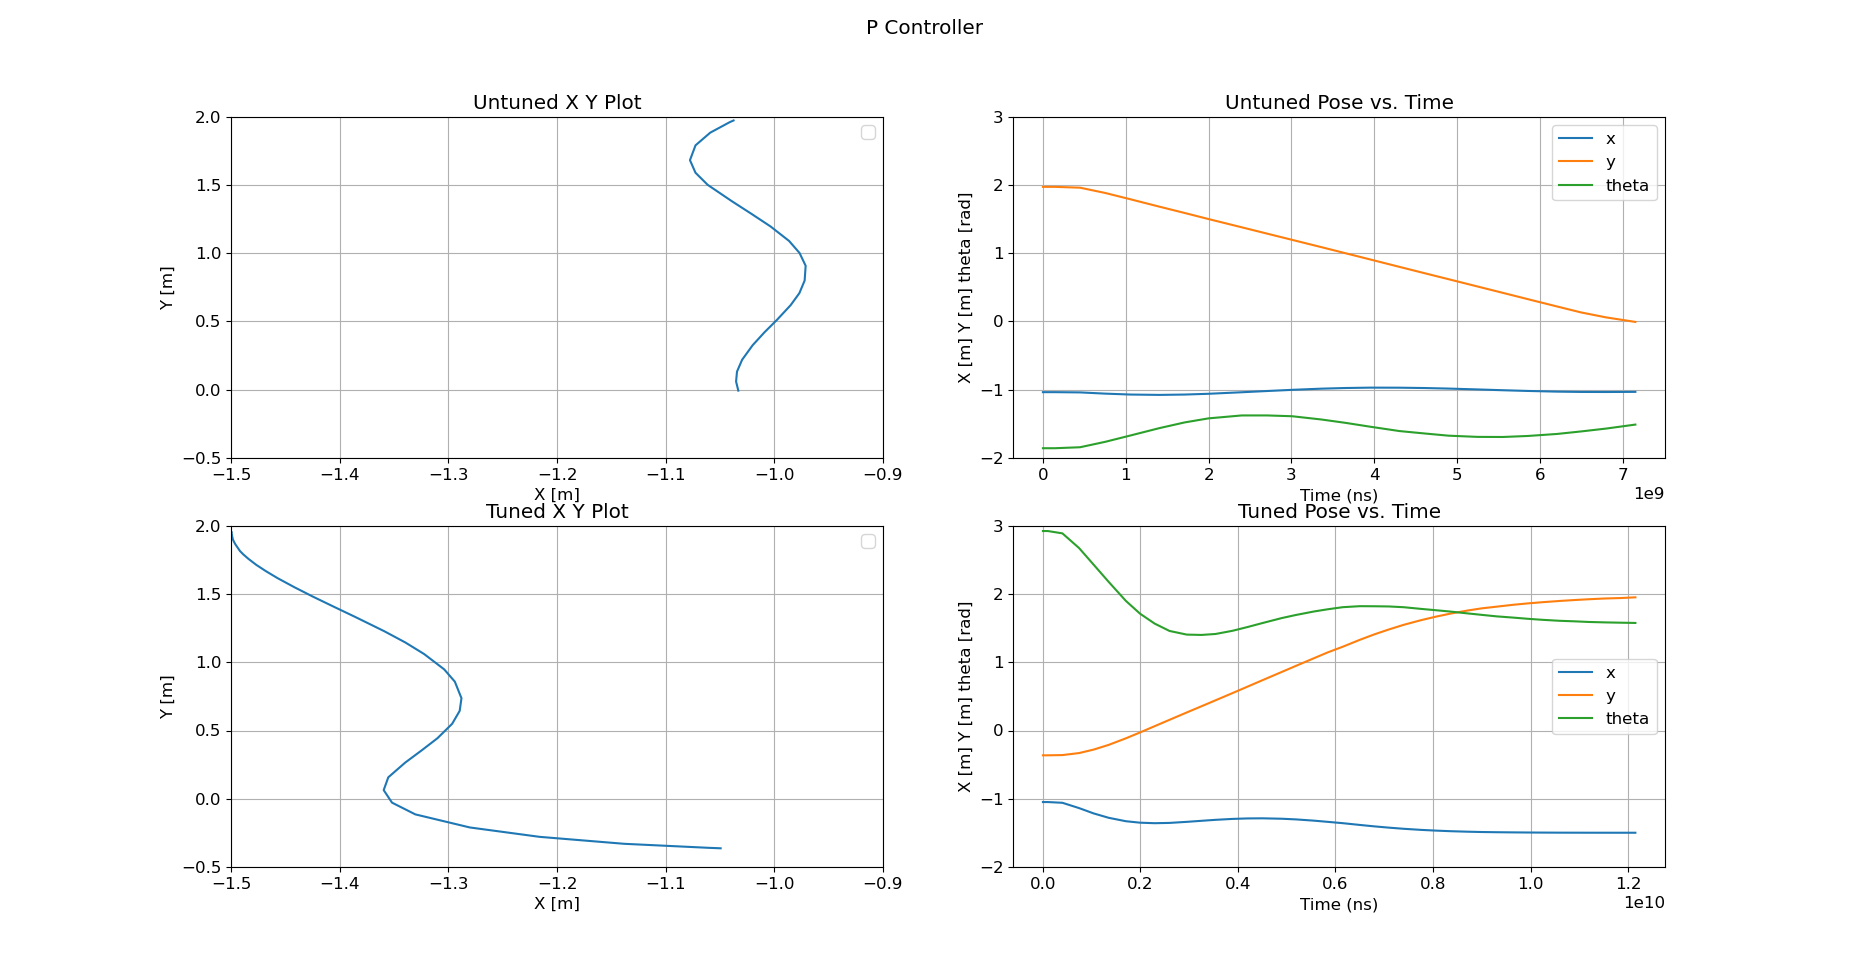 P Controller
Untuned X Y Plot
2.0
1.5
1.0
0.5
0.0
−0.5
Y [m]
−1.5 −1.4 −1.3 −1.2 −1.1 −1.0 −0.9
X [m]
Untuned Pose vs. Time
3
2
1
0
−1
−2
X [m] Y [m] theta [rad]
x
y
theta
0 1 2 3 4 5 6 7
1e9
Time (ns)
Tuned X Y Plot
2.0
1.5
1.0
0.5
0.0
−0.5
Y [m]
−1.5 −1.4 −1.3 −1.2 −1.1 −1.0 −0.9
X [m]
Tuned Pose vs. Time
3
2
1
0
−1
−2
X [m] Y [m] theta [rad]
x
y
theta
0.0 0.2 0.4 0.6 0.8 1.0 1.2
1e10
Time (ns)